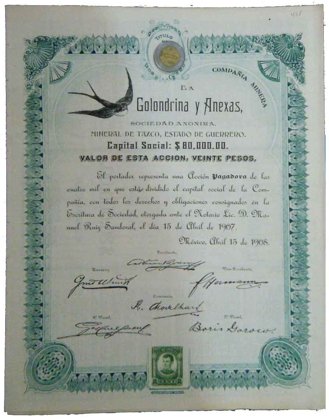 TITULO
COMPAÑIA MINERA
La
Golondrina y Anexas,
SOCIEDAD ANONIMA.
MINERAL DE TAXCO, ESTADO DE GUERRERO.
Capital Social: $80,000.00.
VALOR DE ESTA ACCION, VEINTE PESOS,
El portador representa una Acción Pagadora de las
cuatro mil en que está dividido el capital social de la Com-
pañía, con todos los derechos y obligaciones consignados en la
Escritura de Sociedad, otorgada ante el Notario Lic. D. Ma-
nuel Ruiz Sandoval, el día 15 de Abril de 1907.
México, Abril 15 de 1908.
Presidente,
Secretario
Vice-Presidente,
Comisario,
1er Vocal,
2o Vocal,